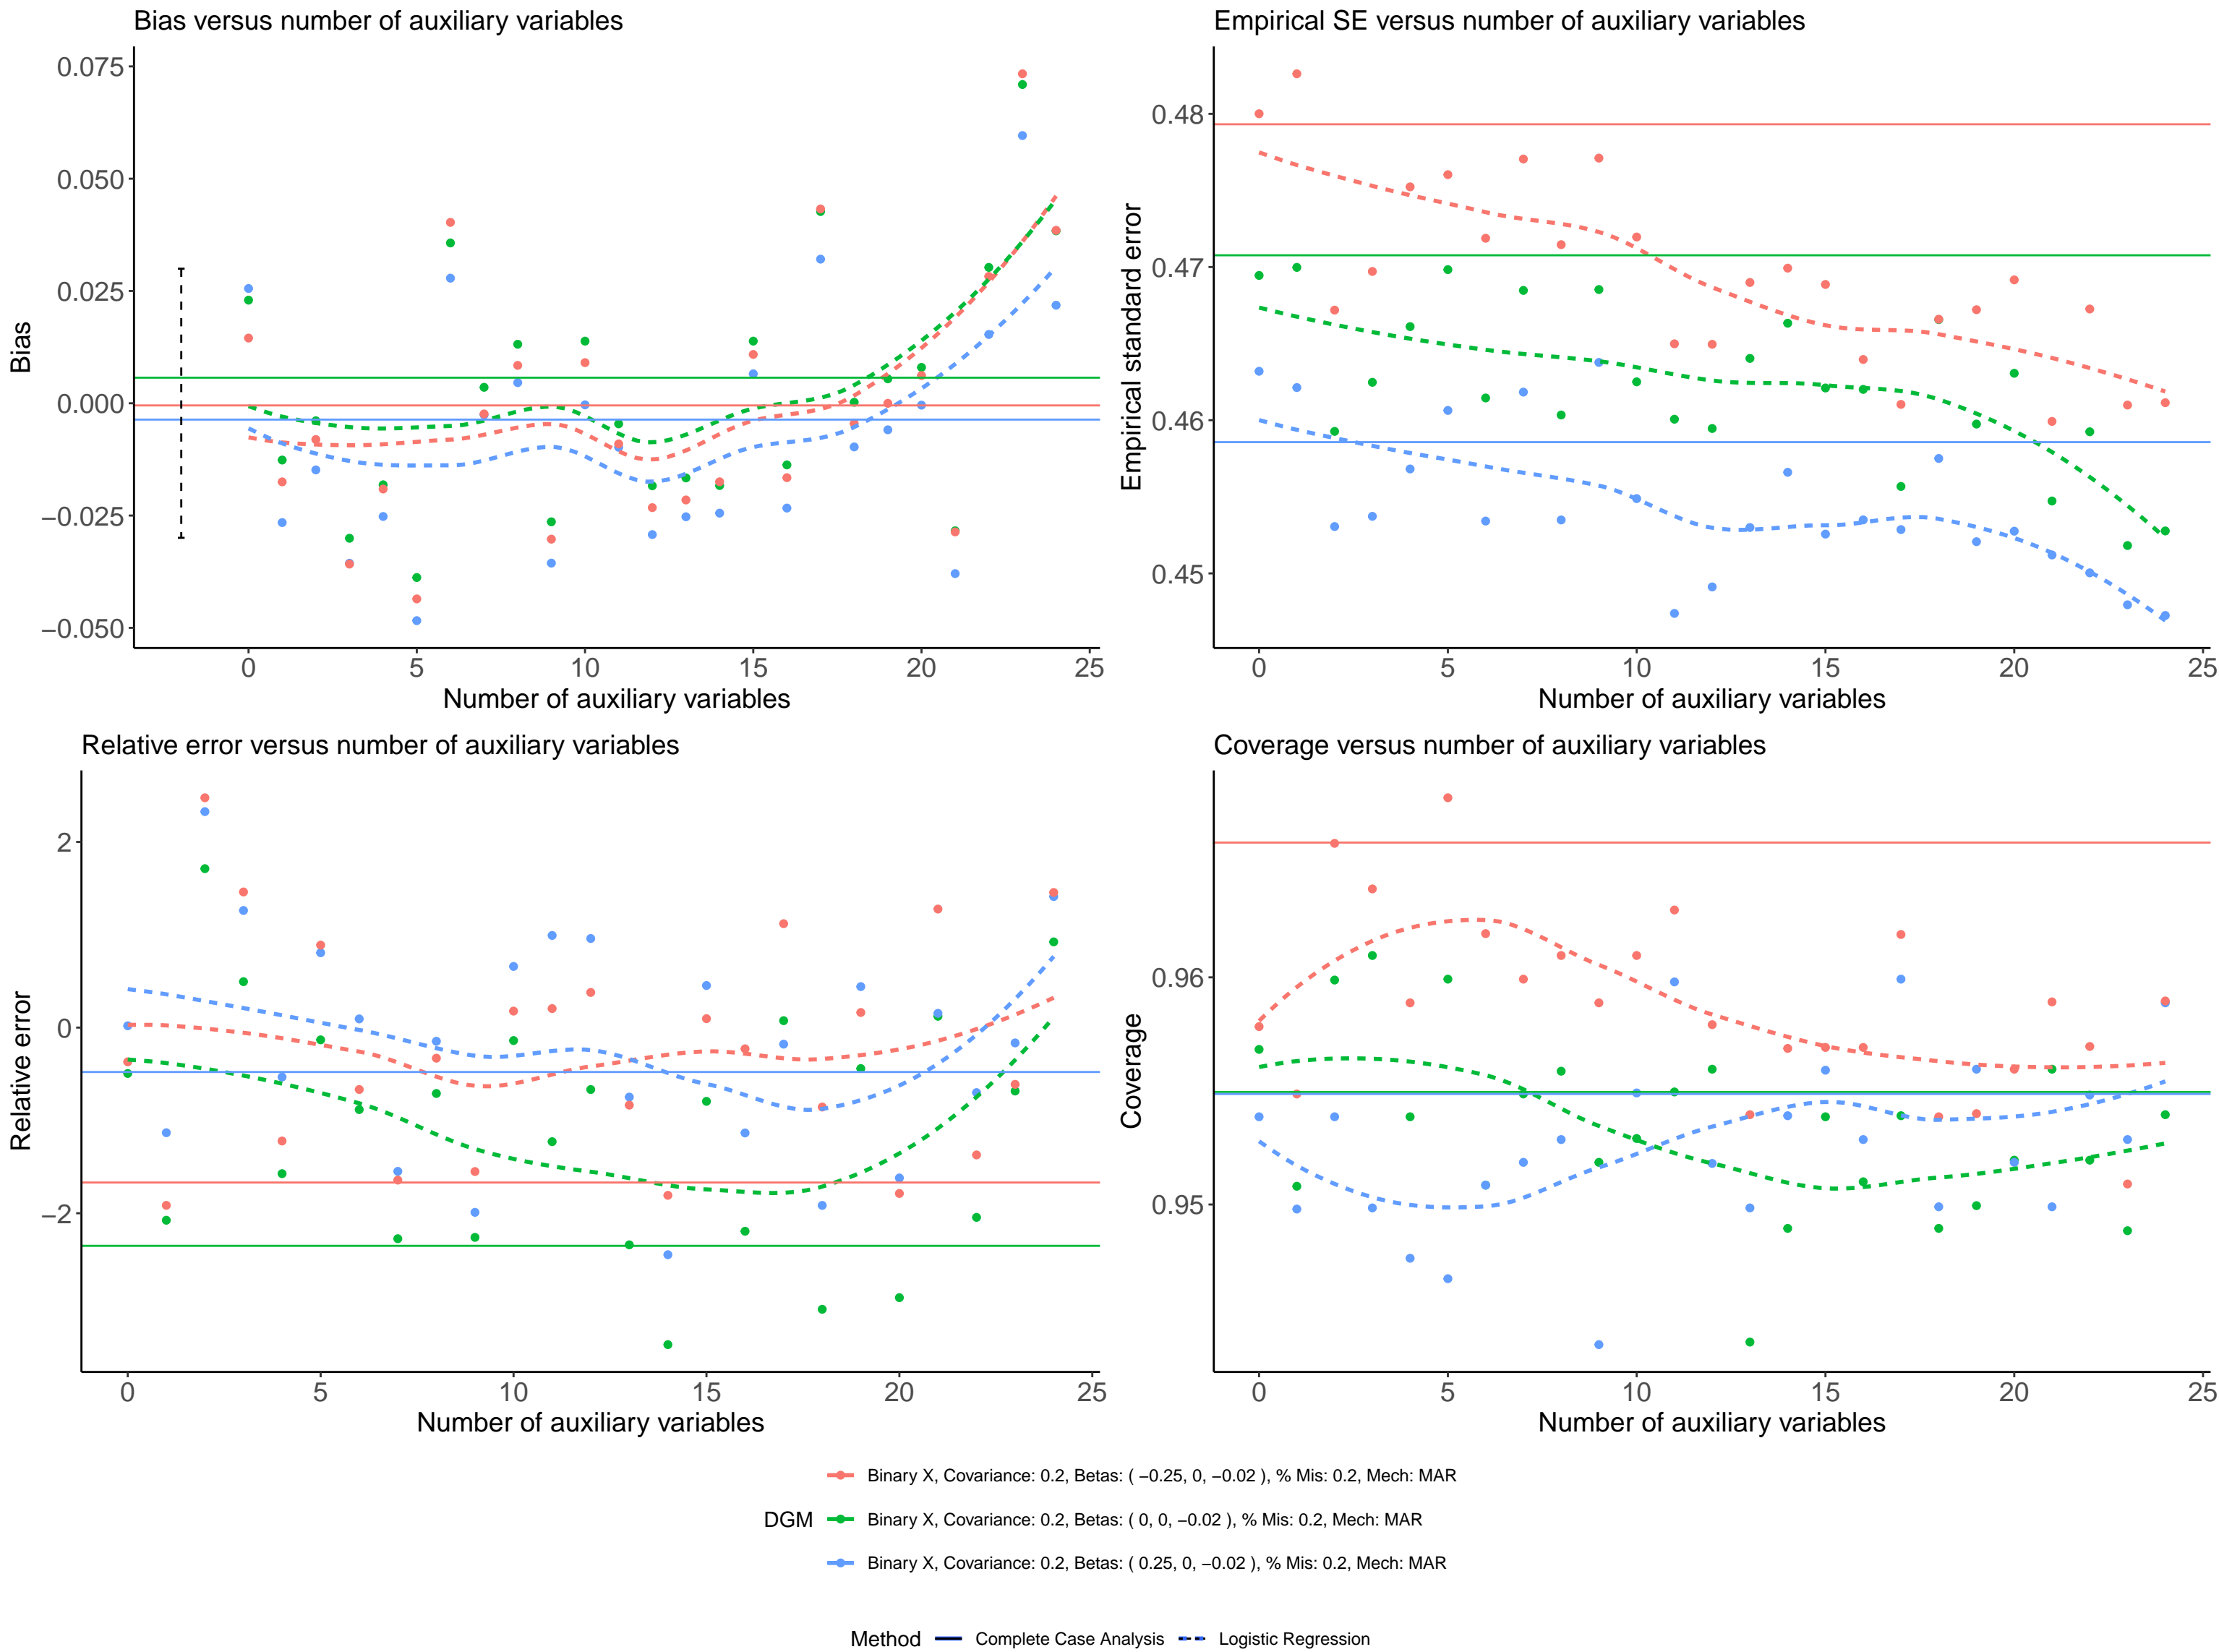 Bias versus number of auxiliary variables
Empirical SE versus number of auxiliary variables
0.075
0.050
0.025
0.000
−0.025
−0.050
Bias
0 5 10 15 20 25
Number of auxiliary variables
0.48
0.47
0.46
0.45
Empirical standard error
0 5 10 15 20 25
Number of auxiliary variables
Relative error versus number of auxiliary variables
Coverage versus number of auxiliary variables
2
0
−2
Relative error
0 5 10 15 20 25
Number of auxiliary variables
0.96
0.95
Coverage
0 5 10 15 20 25
Number of auxiliary variables
DGM
Binary X, Covariance: 0.2, Betas: ( −0.25, 0, −0.02 ), % Mis: 0.2, Mech: MAR
Binary X, Covariance: 0.2, Betas: ( 0, 0, −0.02 ), % Mis: 0.2, Mech: MAR
Binary X, Covariance: 0.2, Betas: ( 0.25, 0, −0.02 ), % Mis: 0.2, Mech: MAR
Method Complete Case Analysis Logistic Regression